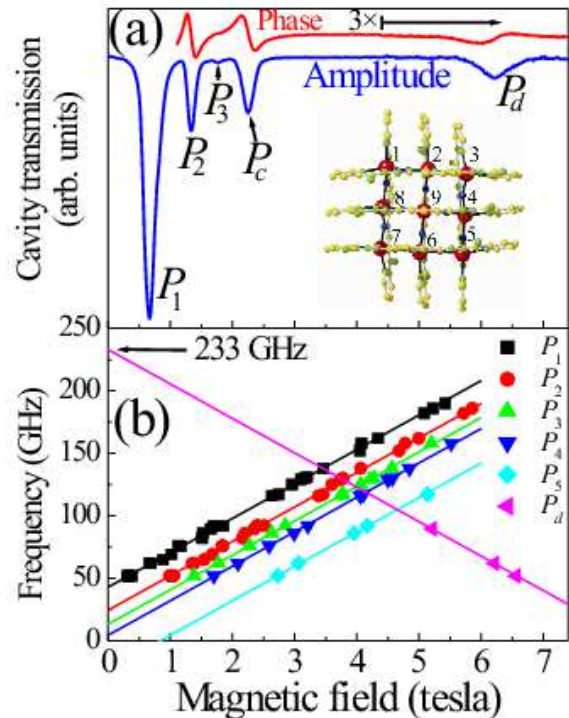 (a)
Phase
3×
Amplitude
P1
P2
P3
Pc
Pd
1 2 3
8 9 4
7 6 5
Cavity transmission
(arb. units)
(b)
233 GHz
P1
P2
P3
P4
P5
Pd
250
200
150
100
50
0
Frequency (GHz)
0 1 2 3 4 5 6 7
Magnetic field (tesla)